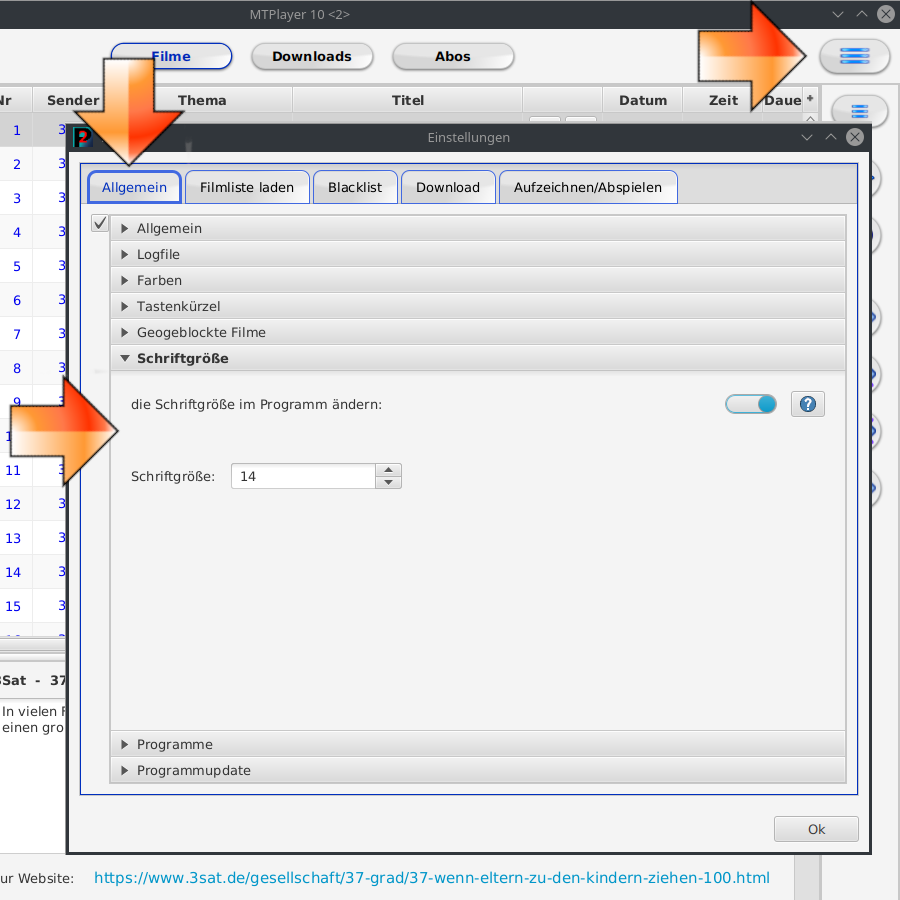 MTPlayer 10 <2>
Filme
Downloads
Abos
Nr Sender Thema Titel Datum Zeit Daue +
1 3
2 3
3 3
4 3
5 3
6 3
7 3
8 3
9 3
11 3
12 3
13 3
14 3
15 3
Einstellungen
Allgemein
Filmliste laden
Blacklist
Download
Aufzeichnen/Abspielen
Allgemein
Logfile
Farben
Tastenkürzel
Geogeblockte Filme
Schriftgröße
die Schriftgröße im Programm ändern:
?
Schriftgröße: 14
Programme
Programmupdate
Ok
3Sat - 37
In vielen F
einen gro
ur Website: https://www.3sat.de/gesellschaft/37-grad/37-wenn-eltern-zu-den-kindern-ziehen-100.html